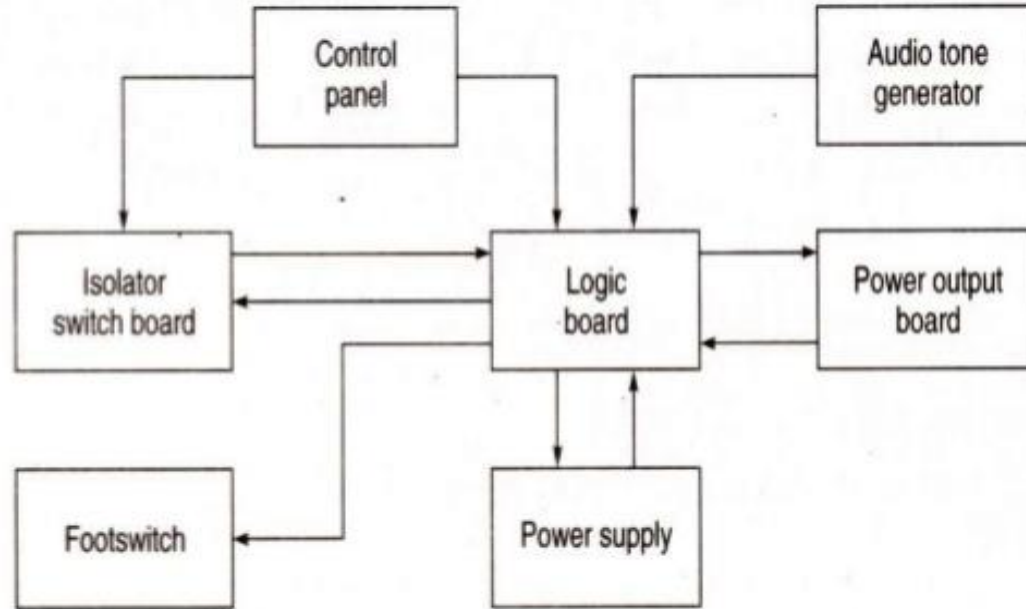 Control
panel
Audio tone
generator
Isolator
switch board
Logic
board
Power output
board
Footswitch
Power supply